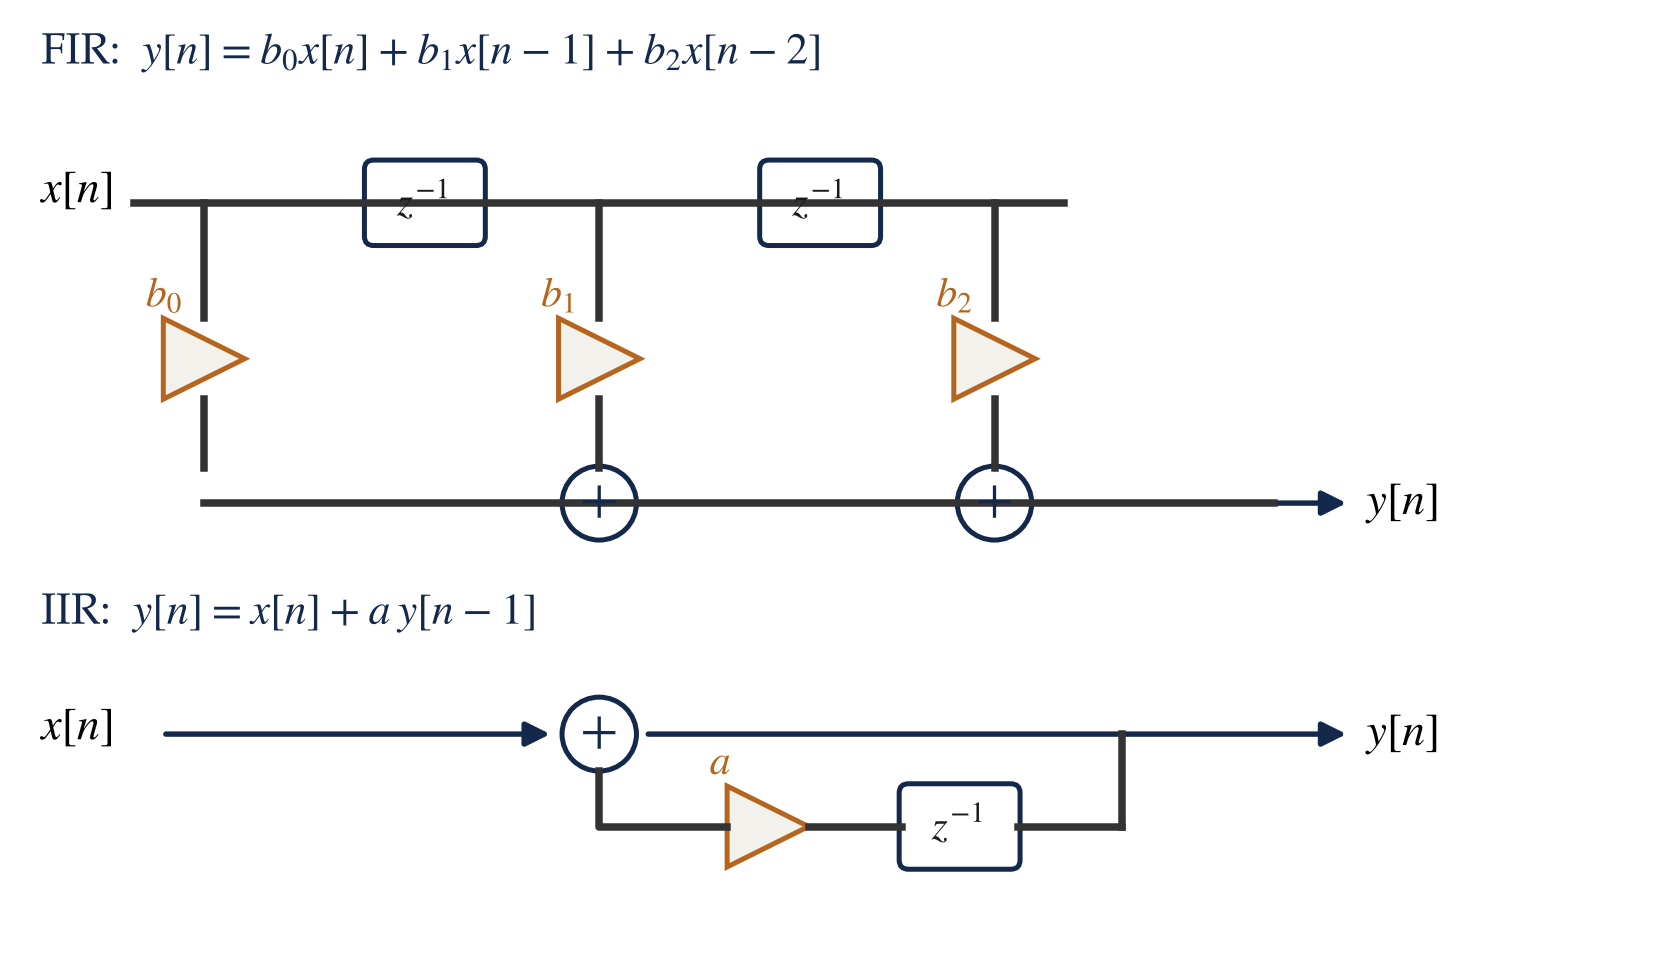 FIR: y[n] = b₀x[n] + b₁x[n − 1] + b₂x[n − 2]
x[n]
z⁻¹
z⁻¹
b₀
b₁
b₂
+
+
y[n]
IIR: y[n] = x[n] + a y[n − 1]
x[n]
+
y[n]
a
z⁻¹